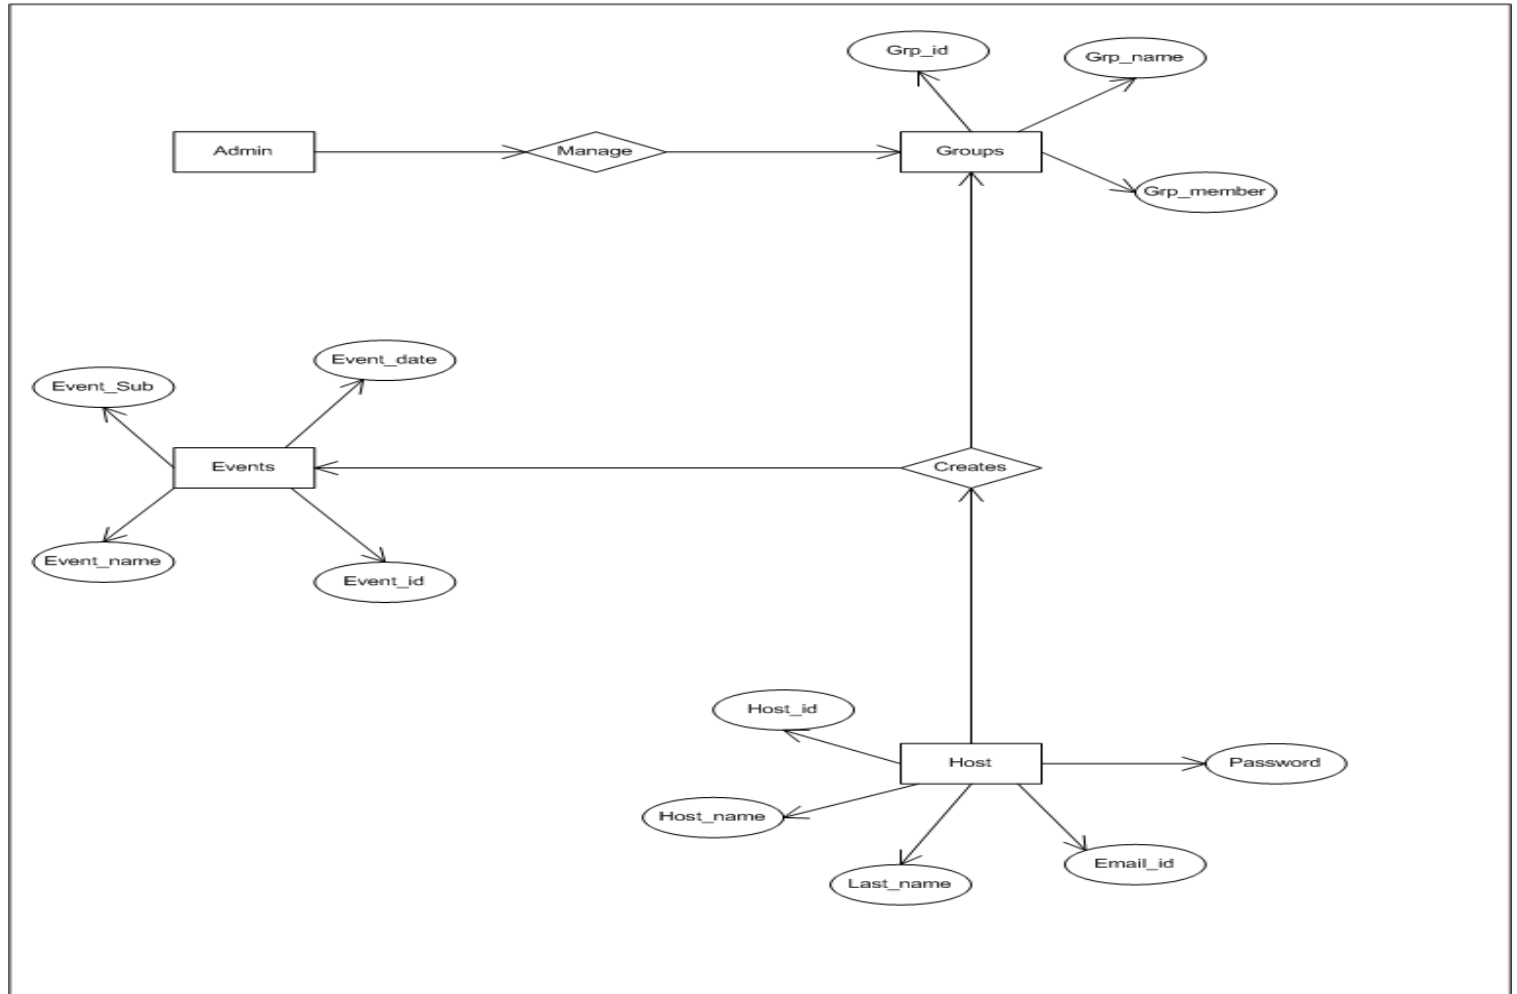 Grp_id
Grp_name
Admin
Manage
Groups
Grp_member
Event_date
Event_Sub
Events
Creates
Event_name
Event_id
Host_id
Host
Password
Host_name
Email_id
Last_name